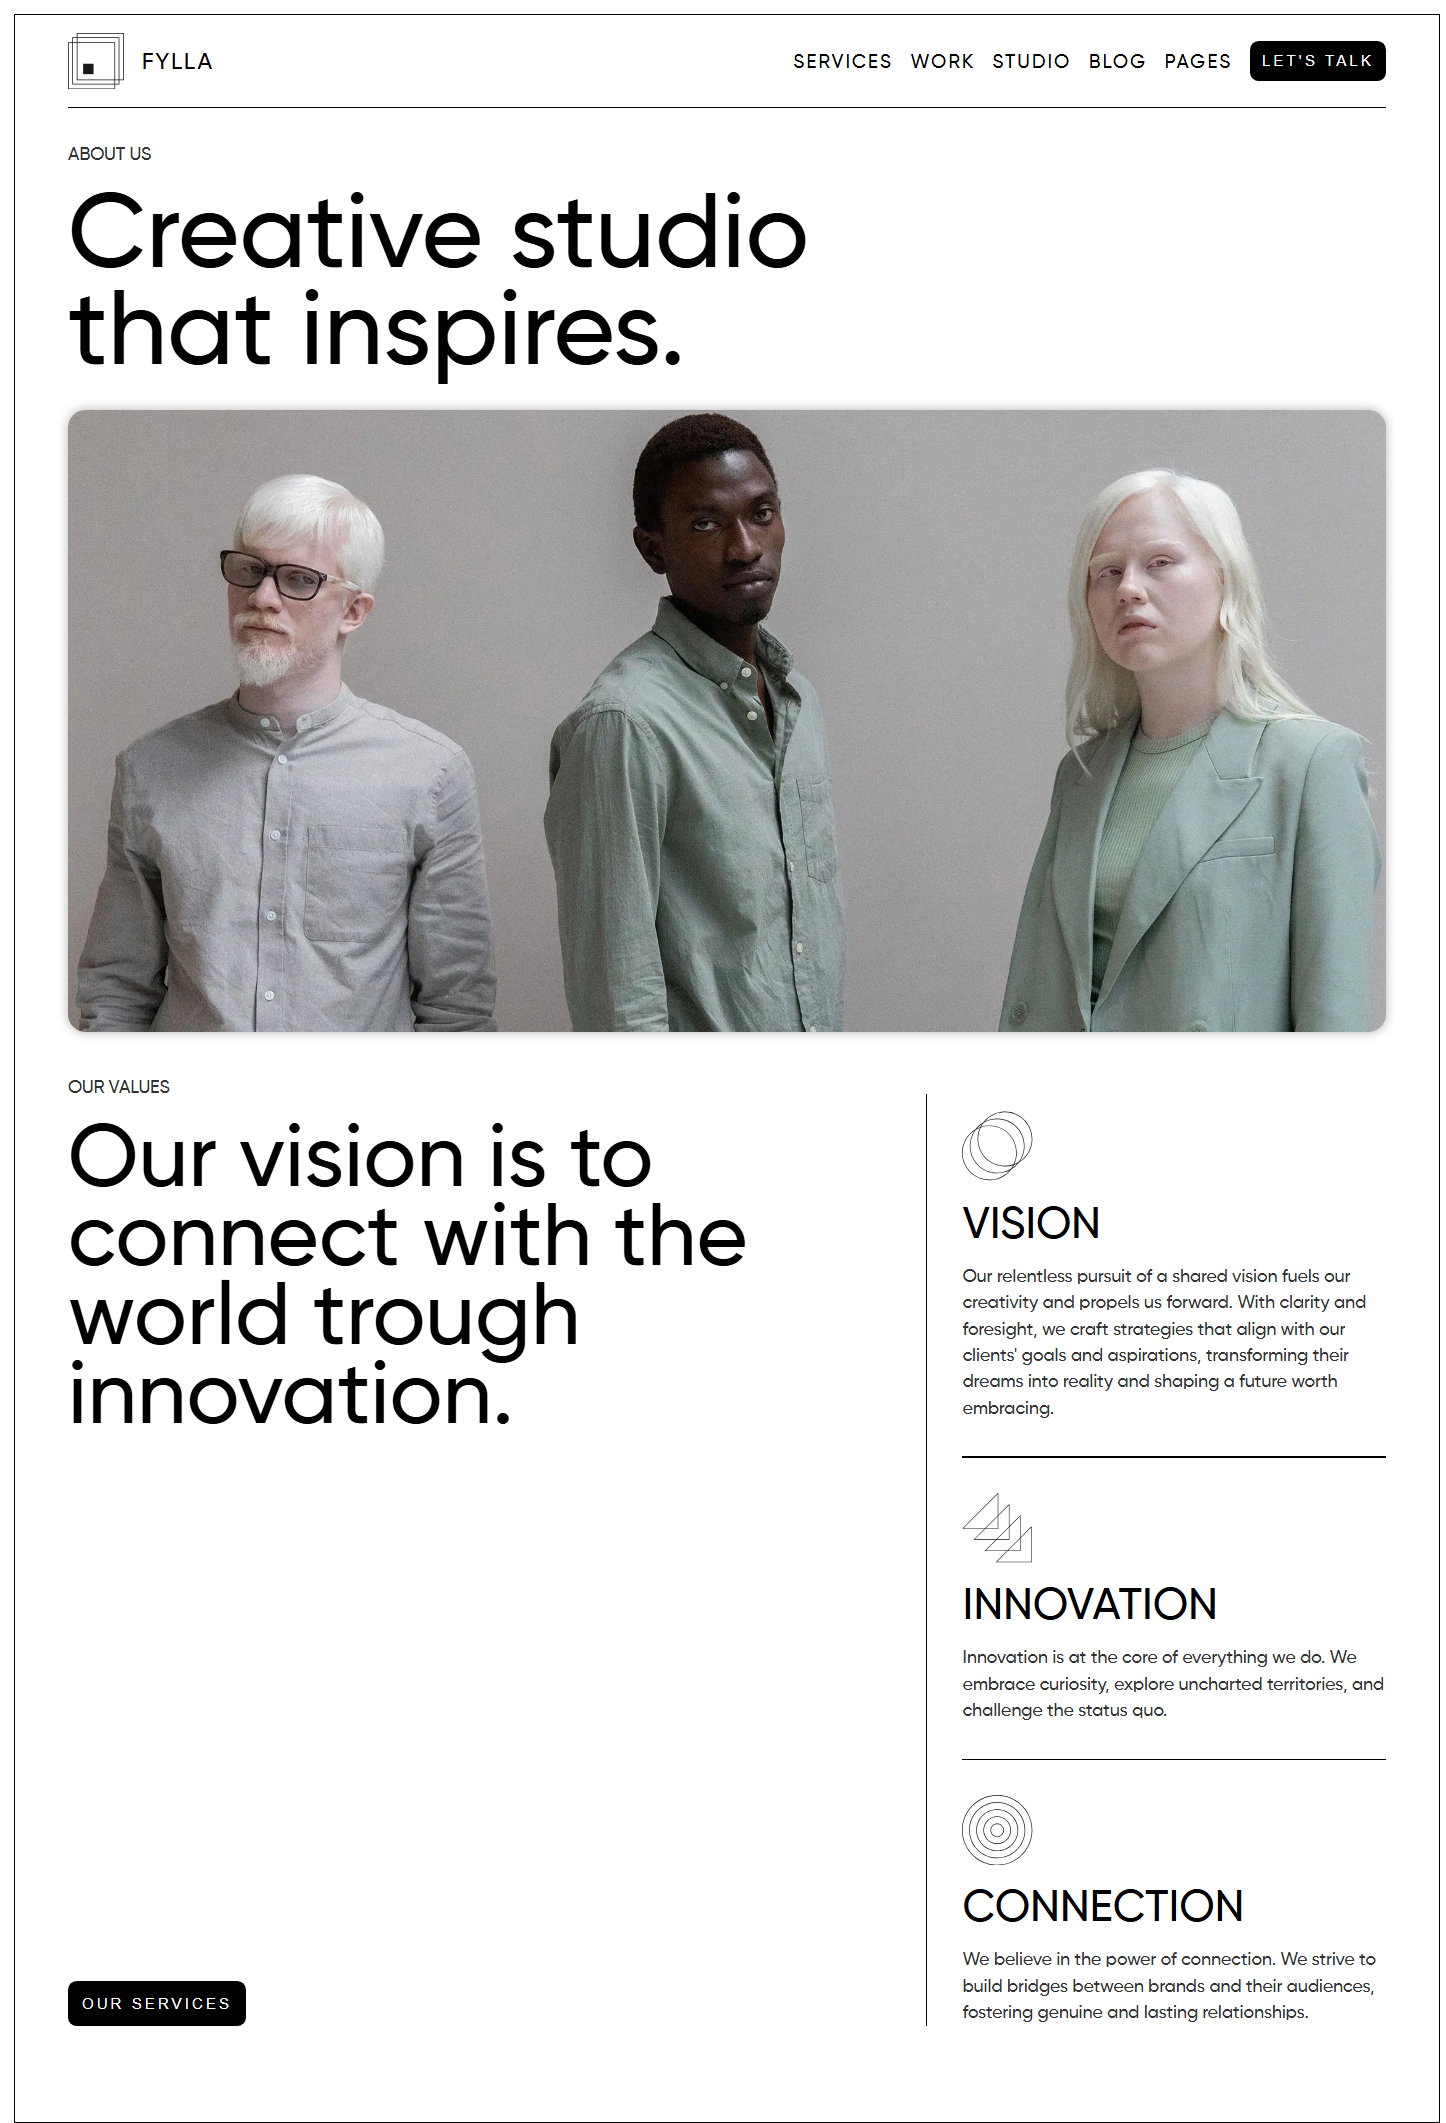 FYLLA
SERVICES WORK STUDIO BLOG PAGES LET'S TALK
ABOUT US
Creative studio
that inspires.
OUR VALUES
Our vision is to
connect with the
world trough
innovation.
OUR SERVICES
VISION
Our relentless pursuit of a shared vision fuels our
creativity and propels us forward. With clarity and
foresight, we craft strategies that align with our
clients' goals and aspirations, transforming their
dreams into reality and shaping a future worth
embracing.
INNOVATION
Innovation is at the core of everything we do. We
embrace curiosity, explore uncharted territories, and
challenge the status quo.
CONNECTION
We believe in the power of connection. We strive to
build bridges between brands and their audiences,
fostering genuine and lasting relationships.